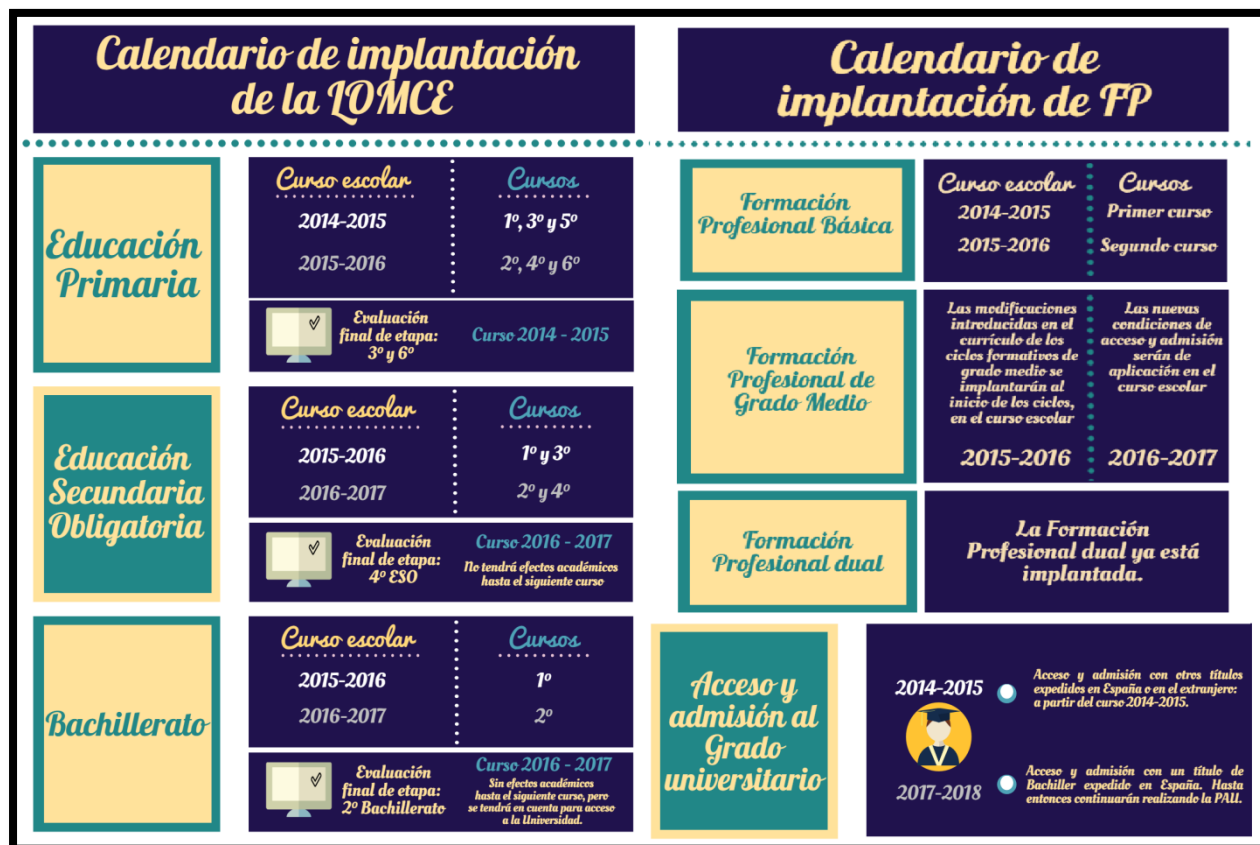 Calendario de implantación
de la LOMCE
Educación
Primaria
Curso escolar
Cursos
2014-2015
1º, 3º y 5º
2015-2016
2º, 4º y 6º
Evaluación
final de etapa:
3º y 6º
Curso 2014 - 2015
Educación
Secundaria
Obligatoria
Curso escolar
Cursos
2015-2016
1º y 3º
2016-2017
2º y 4º
Evaluación
final de etapa:
4º ESO
Curso 2016 - 2017
No tendrá efectos académicos
hasta el siguiente curso
Bachillerato
Curso escolar
Cursos
2015-2016
1º
2016-2017
2º
Evaluación
final de etapa:
2º Bachillerato
Curso 2016 - 2017
Sin efectos académicos
hasta el siguiente curso, pero
se tendrá en cuenta para acceso
a la Universidad.
Calendario de
implantación de FP
Formación
Profesional Básica
Curso escolar
Cursos
2014-2015
Primer curso
2015-2016
Segundo curso
Formación
Profesional de
Grado Medio
Las modificaciones
introducidas en el
currículo de los
ciclos formativos de
grado medio se
implantarán al
inicio de los ciclos,
en el curso escolar
2015-2016
Las nuevas
condiciones de
acceso y admisión
serán de
aplicación en el
curso escolar
2016-2017
Formación
Profesional dual
La Formación
Profesional dual ya está
implantada.
Acceso y
admisión al
Grado
universitario
2014-2015
Acceso y admisión con otros títulos
expedidos en España o en el extranjero:
a partir del curso 2014-2015.
2017-2018
Acceso y admisión con un título de
Bachiller expedido en España. Hasta
entonces continuarán realizando la PAU.